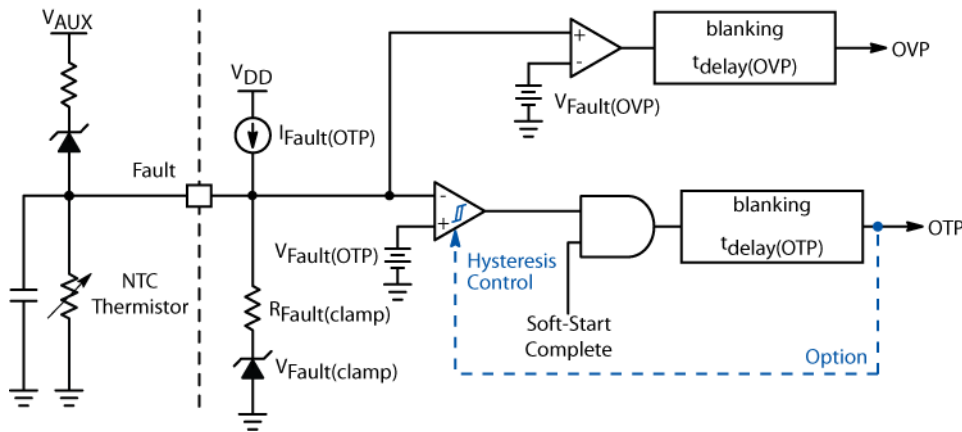 VAUX
VDD
IFault(OTP)
Fault
NTC
Thermistor
RFault(clamp)
VFault(clamp)
+
-
VFault(OVP)
blanking
tdelay(OVP)
OVP
-
+
VFault(OTP)
Hysteresis
Control
Soft-Start
Complete
blanking
tdelay(OTP)
OTP
Option